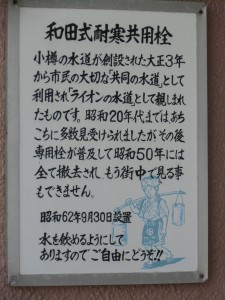 和田式耐寒共用栓
小樽の水道が創設された大正3年
から市民の大切な｢共同の水道｣として
利用され｢ライオンの水道｣として親しまれ
たものです。昭和20年代まではあち
こちに多数見受けられましたがその後
専用栓が普及して昭和50年には
全て撤去され、もう街中で見る事
もできません。
昭和62年9月30日設置
水も飲めるようにして
ありますのでご自由にどうぞ!!